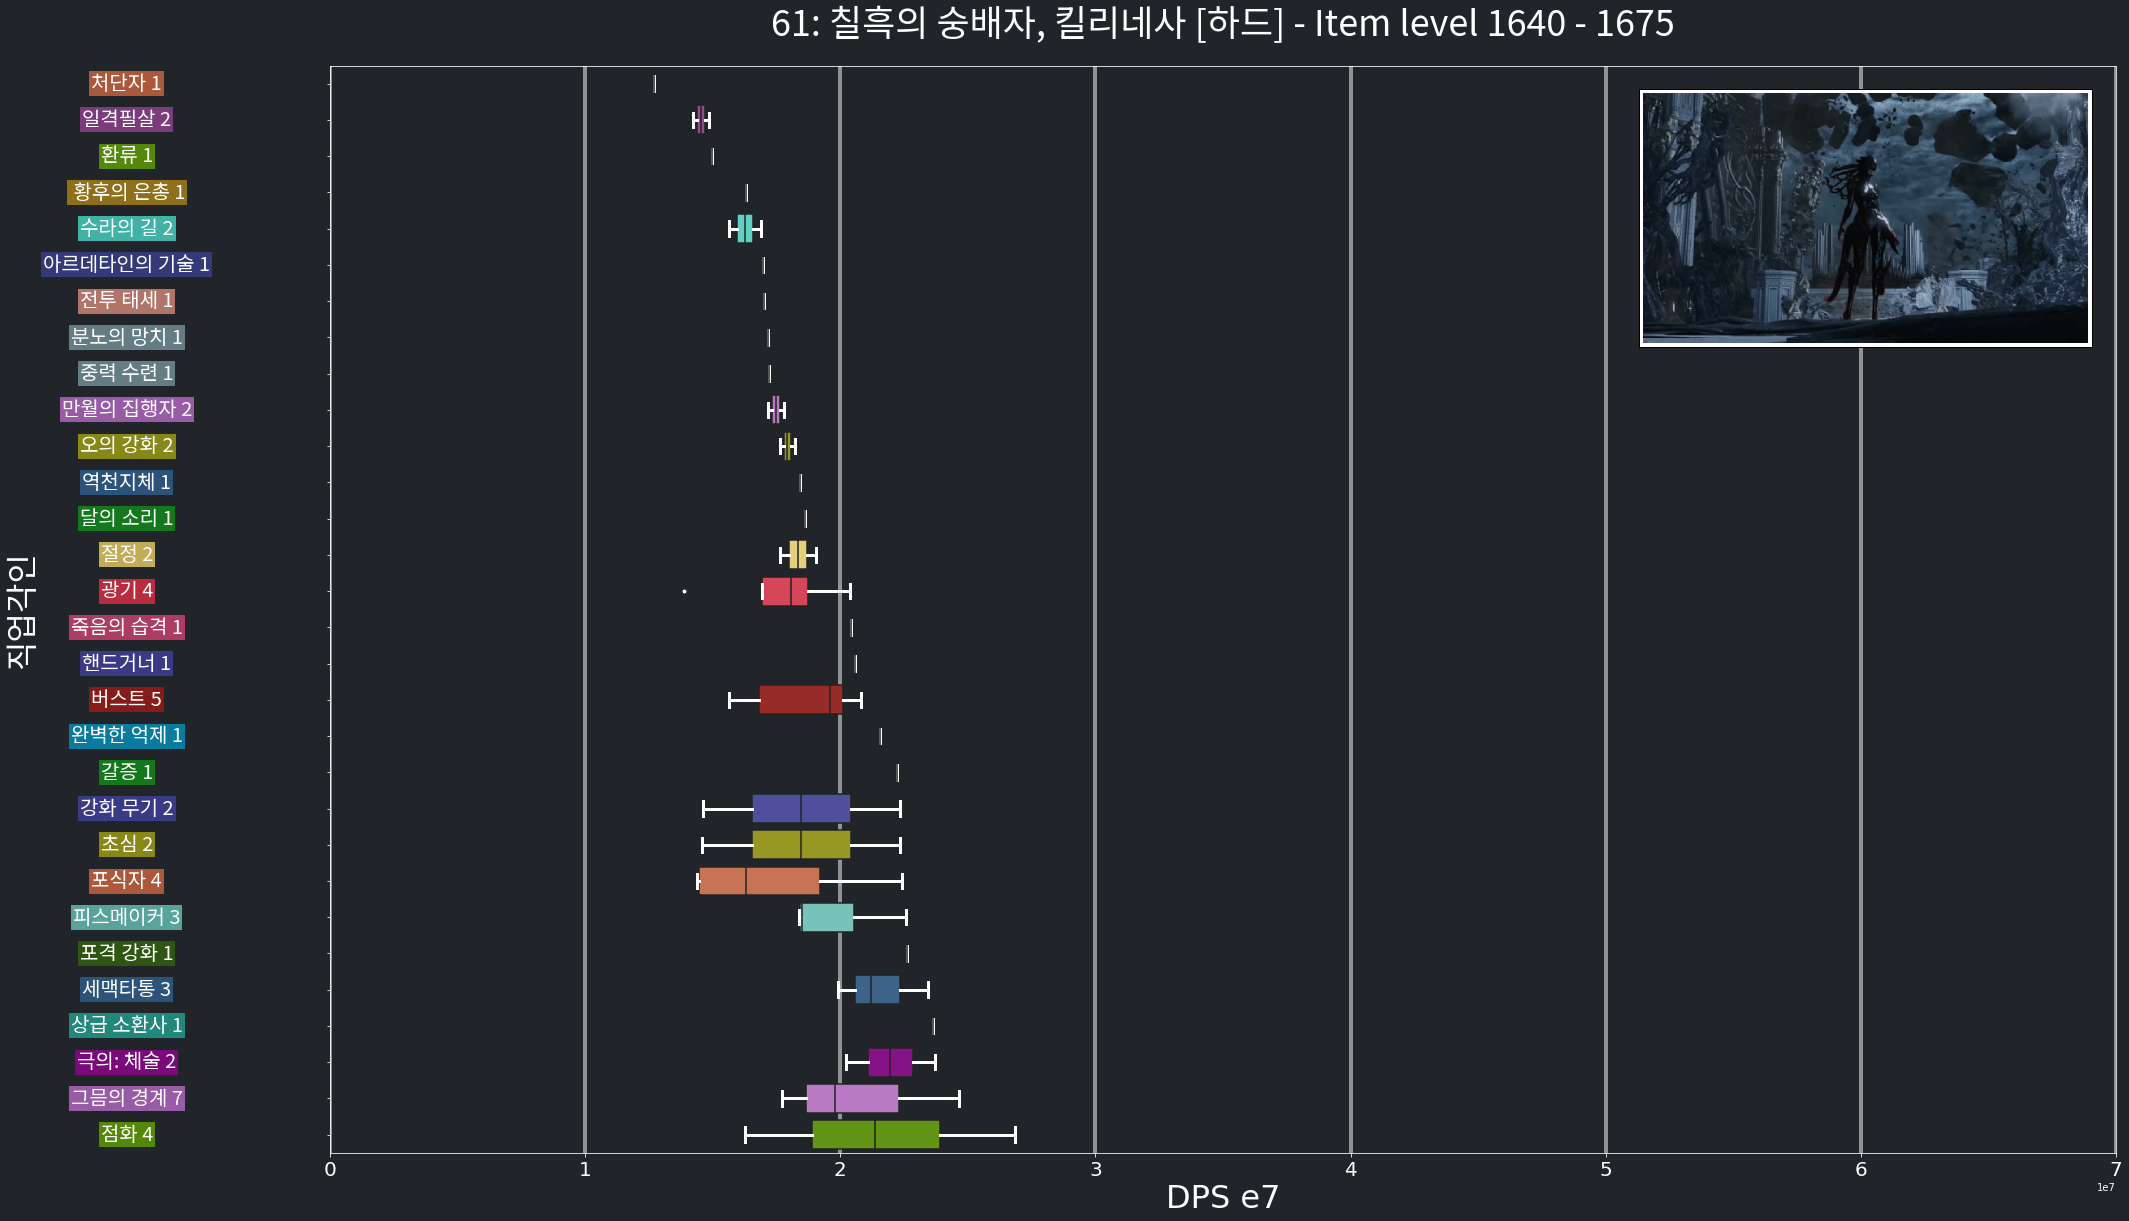 61: 칠흑의 숭배자, 킬리네사 [하드] - Item level 1640 - 1675
처단자 1
일격필살 2
환류 1
황후의 은총 1
수라의 길 2
아르데타인의 기술 1
전투 태세 1
분노의 망치 1
중력 수련 1
만월의 집행자 2
오의 강화 2
역천지체 1
달의 소리 1
절정 2
광기 4
죽음의 습격 1
핸드거너 1
버스트 5
완벽한 억제 1
갈증 1
강화 무기 2
초심 2
포식자 4
피스메이커 3
포격 강화 1
세맥타통 3
상급 소환사 1
극의: 체술 2
그믐의 경계 7
점화 4
직업각인
0 1 2 3 4 5 6 7
1e7
DPS e7